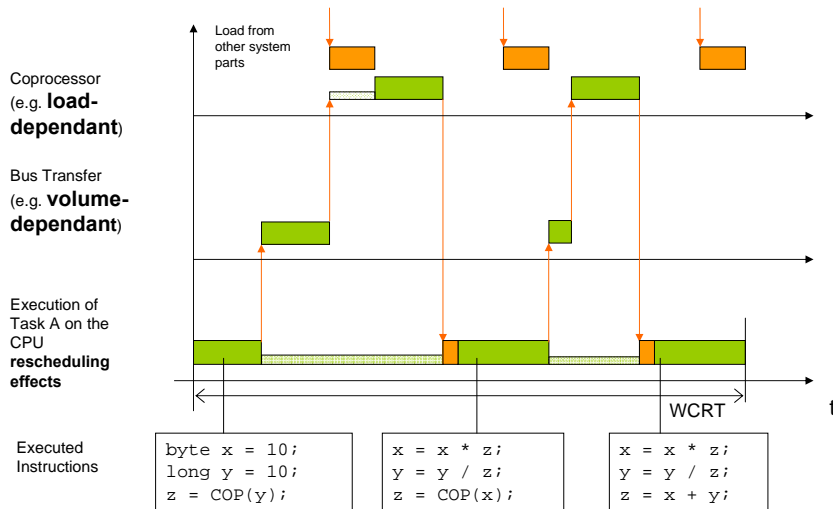 Load from
other system
parts
Coprocessor
(e.g. load-
dependant)
Bus Transfer
(e.g. volume-
dependant)
Execution of
Task A on the
CPU
rescheduling
effects
WCRT
t
Executed
Instructions
byte x = 10;
long y = 10;
z = COP(y);
x = x * z;
y = y / z;
z = COP(x);
x = x * z;
y = y / z;
z = x + y;